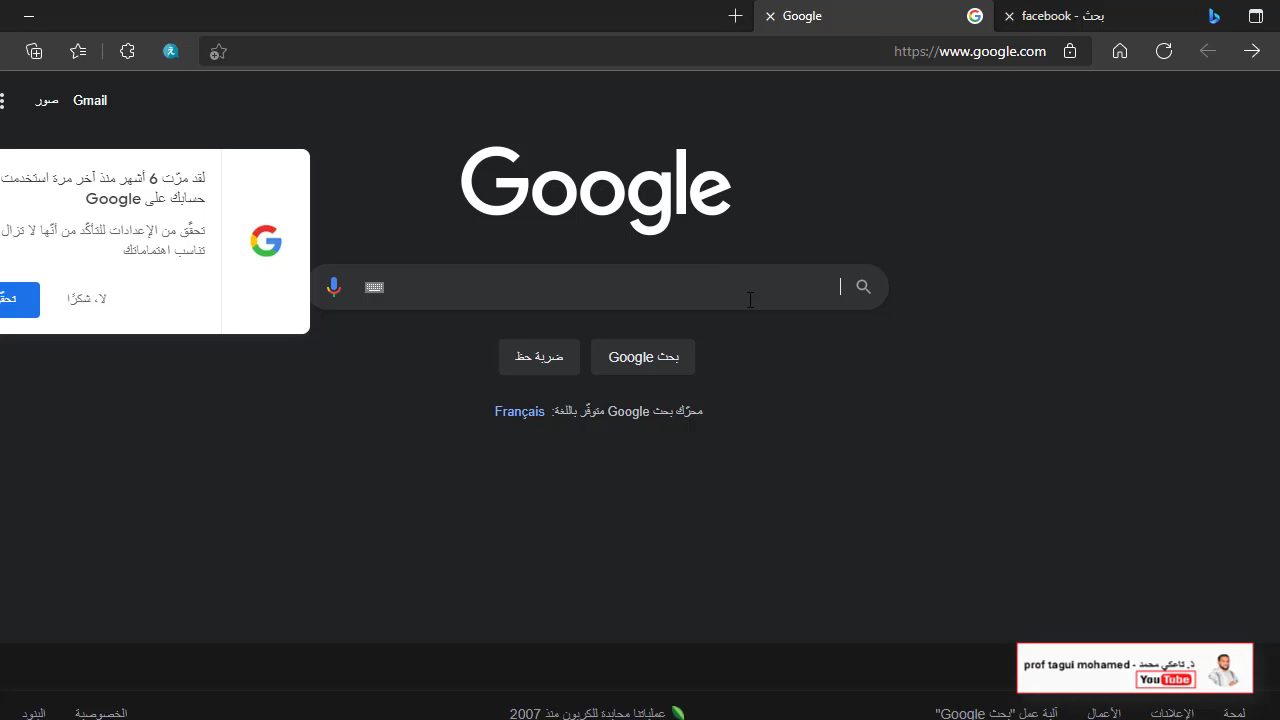 facebook - بحث
Google
https://www.google.com
Gmail
صور
Google
لقد مرّت 6 أشهر منذ آخر مرة استخدمت
حسابك على Google
تحقَّق من الإعدادات للتأكّد من أنّها لا تزال
تناسب اهتماماتك
لا، شكرًا
بحث Google
ضربة حظ
محرّك بحث Google متوفّر باللغة: Français
prof tagui mohamed - ذ. تاعكي محمد
YouTube
لمحة
الإعلانات
الأعمال
آلية عمل "بحث Google"
عملياتنا محايدة للكربون منذ 2007
الخصوصية
البنود